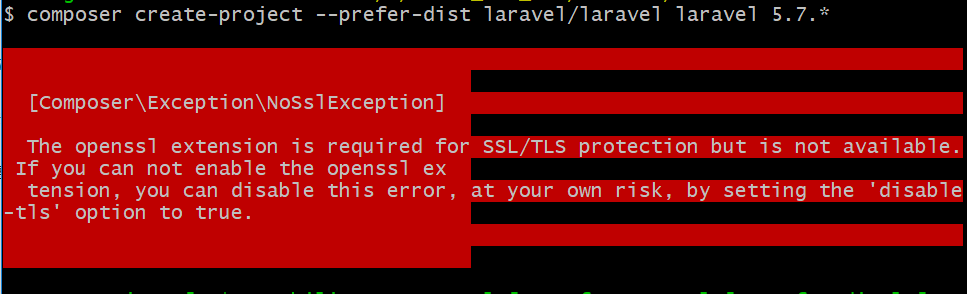 $ composer create-project --prefer-dist laravel/laravel laravel 5.7.*
[Composer\Exception\NoSslException]
The openssl extension is required for SSL/TLS protection but is not available.
If you can not enable the openssl ex
tension, you can disable this error, at your own risk, by setting the 'disable
-tls' option to true.